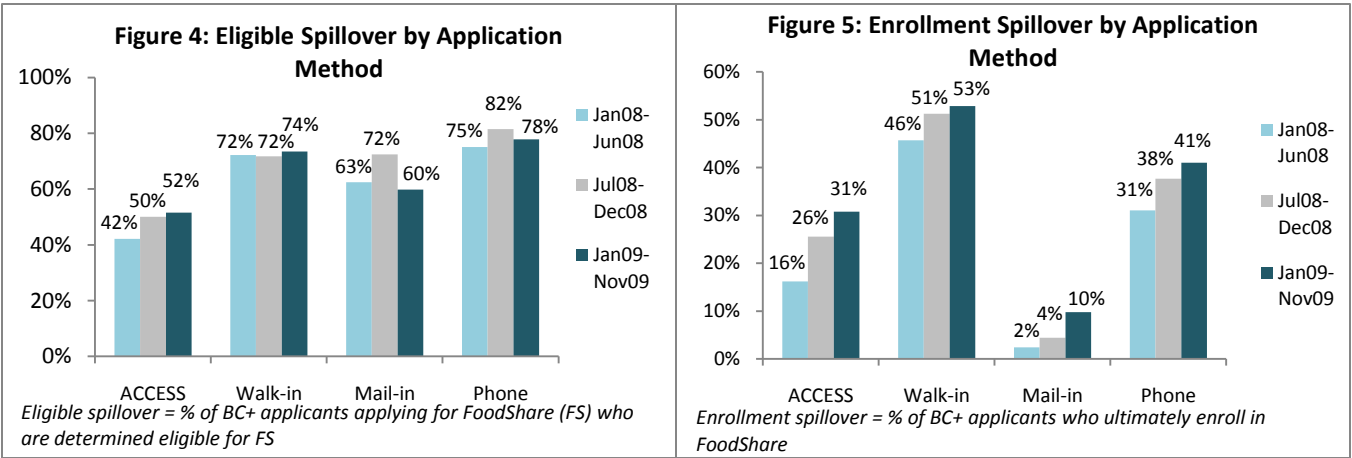 Figure 4: Eligible Spillover by Application
Method
100%
80%
60%
40%
20%
0%
42%
50%
52%
72%
72%
74%
63%
72%
60%
75%
82%
78%
ACCESS
Walk-in
Mail-in
Phone
Jan08-
Jun08
Jul08-
Dec08
Jan09-
Nov09
Eligible spillover = % of BC+ applicants applying for FoodShare (FS) who
are determined eligible for FS
Figure 5: Enrollment Spillover by Application
Method
60%
50%
40%
30%
20%
10%
0%
16%
26%
31%
46%
51%
53%
2%
4%
10%
31%
38%
41%
ACCESS
Walk-in
Mail-in
Phone
Jan08-
Jun08
Jul08-
Dec08
Jan09-
Nov09
Enrollment spillover = % of BC+ applicants who ultimately enroll in
FoodShare